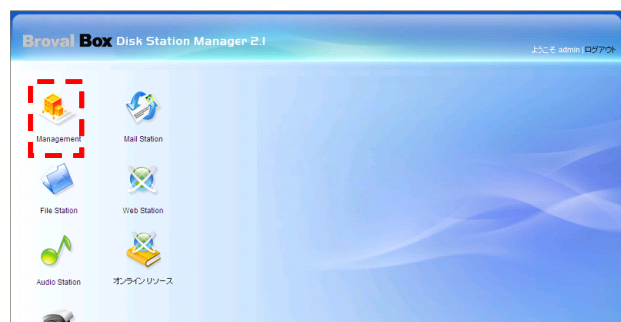 Broval Box Disk Station Manager 2.1
ようこそ admin | ログアウト
Management
Mail Station
File Station
Web Station
Audio Station
オンライン リソース